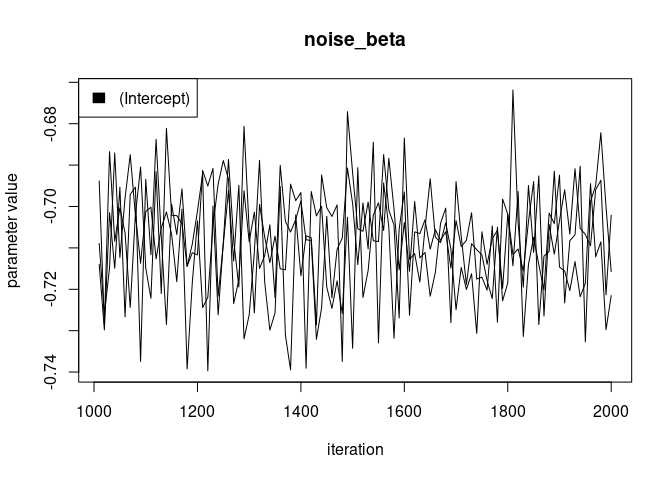 noise_beta
(Intercept)
parameter value
-0.68
-0.70
-0.72
-0.74
1000
1200
1400
1600
1800
2000
iteration